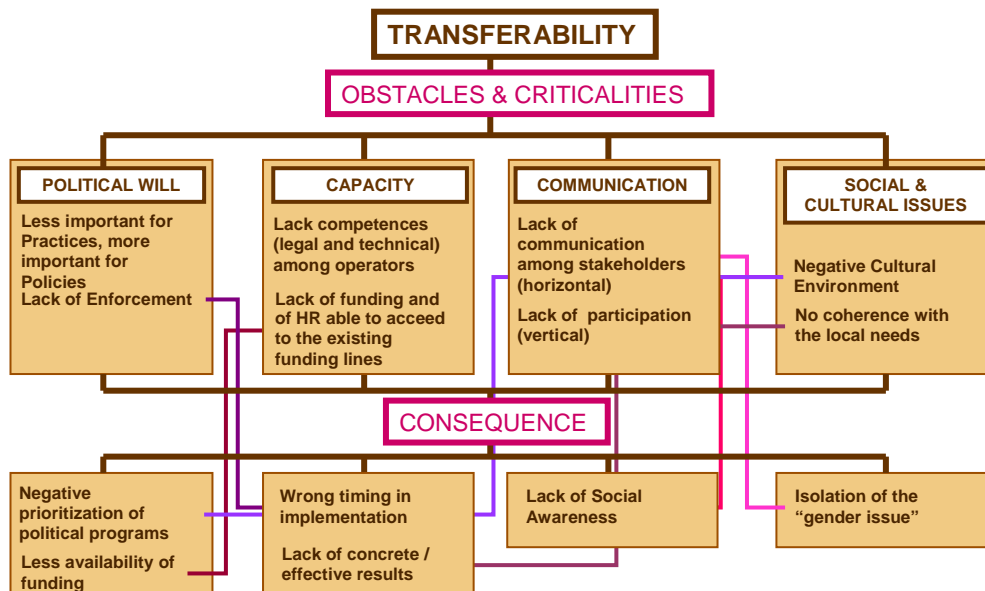 TRANSFERABILITY
OBSTACLES & CRITICALITIES
POLITICAL WILL
Less important for
Practices, more
important for
Policies
Lack of Enforcement
CAPACITY
Lack competences
(legal and technical)
among operators
Lack of funding and
of HR able to acceed
to the existing
funding lines
COMMUNICATION
Lack of
communication
among stakeholders
(horizontal)
Lack of participation
(vertical)
SOCIAL &
CULTURAL ISSUES
Negative Cultural
Environment
No coherence with
the local needs
CONSEQUENCE
Negative
prioritization of
political programs
Less availability of
funding
Wrong timing in
implementation
Lack of concrete /
effective results
Lack of Social
Awareness
Isolation of the
“gender issue”